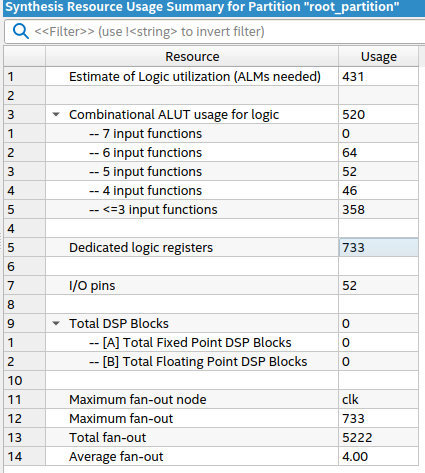 Synthesis Resource Usage Summary for Partition "root_partition"
<<Filter>> (use !<string> to invert filter)
Resource Usage
1 Estimate of Logic utilization (ALMs needed) 431
2
3 Combinational ALUT usage for logic 520
1 -- 7 input functions 0
2 -- 6 input functions 64
3 -- 5 input functions 52
4 -- 4 input functions 46
5 -- <=3 input functions 358
4
5 Dedicated logic registers 733
6
7 I/O pins 52
8
9 Total DSP Blocks 0
1 -- [A] Total Fixed Point DSP Blocks 0
2 -- [B] Total Floating Point DSP Blocks 0
10
11 Maximum fan-out node clk
12 Maximum fan-out 733
13 Total fan-out 5222
14 Average fan-out 4.00